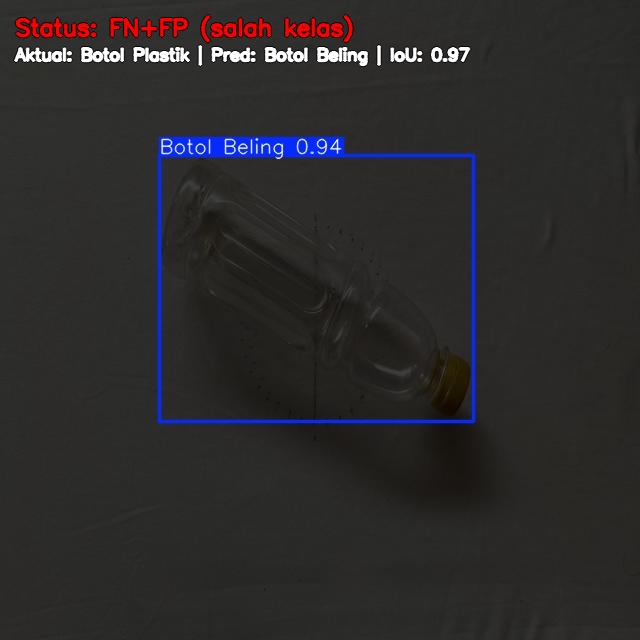 Status: FN+FP (salah kelas)
Aktual: Botol Plastik | Pred: Botol Beling | IoU: 0.97
Botol Beling 0.94